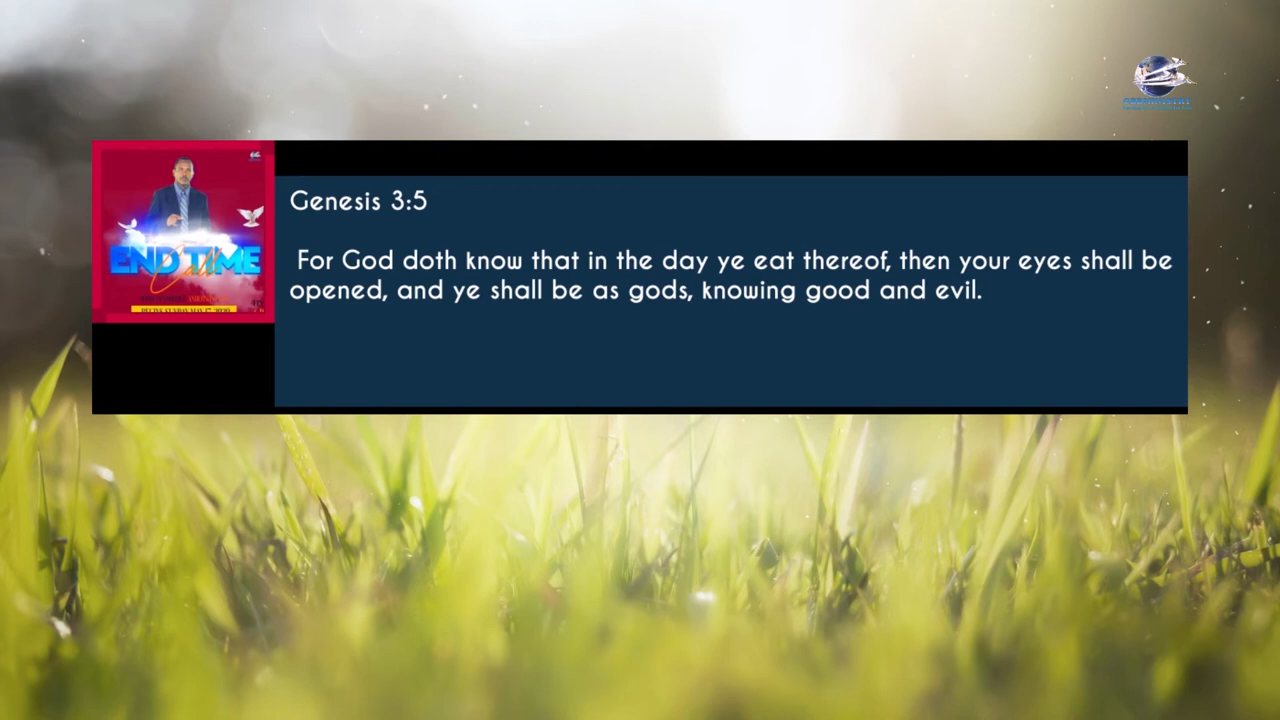 Genesis 3:5
For God doth know that in the day ye eat thereof, then your eyes shall be
opened, and ye shall be as gods, knowing good and evil.
END TIME
Call